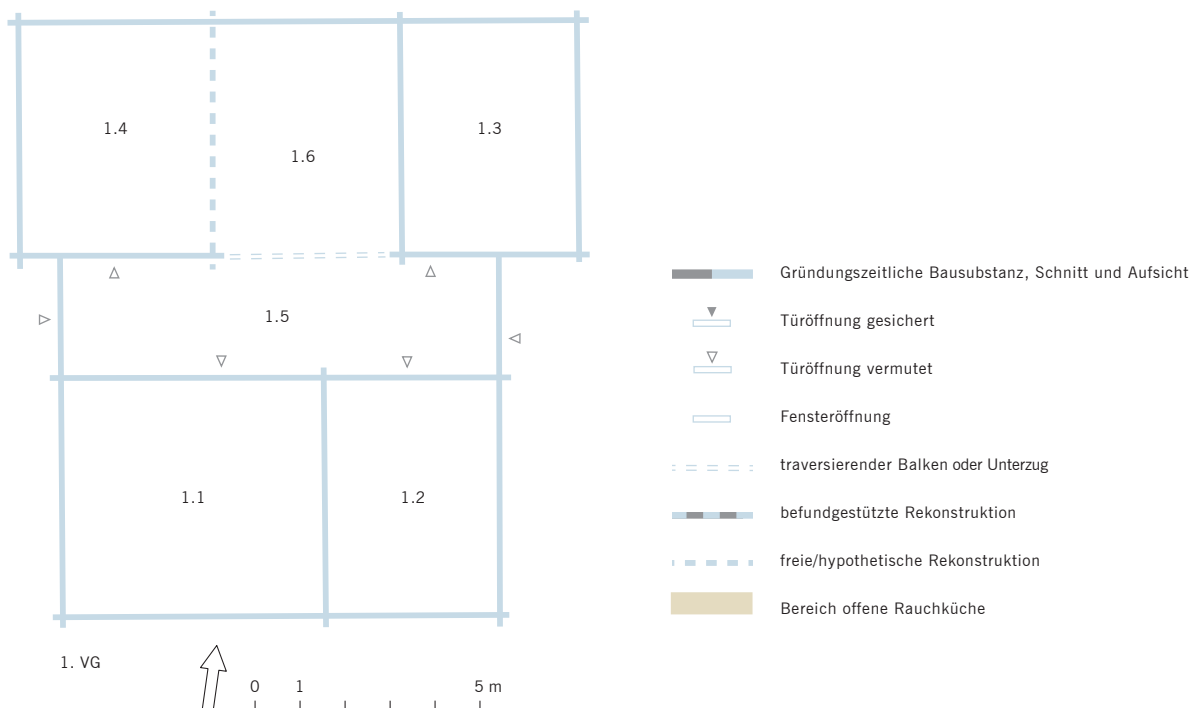 1.4
1.3
1.6
1.5
1.1
1.2
1. VG
0 1 5 m
Gründungszeitliche Bausubstanz, Schnitt und Aufsicht
Türöffnung gesichert
Türöffnung vermutet
Fensteröffnung
traversierender Balken oder Unterzug
befundgestützte Rekonstruktion
freie/hypothetische Rekonstruktion
Bereich offene Rauchküche